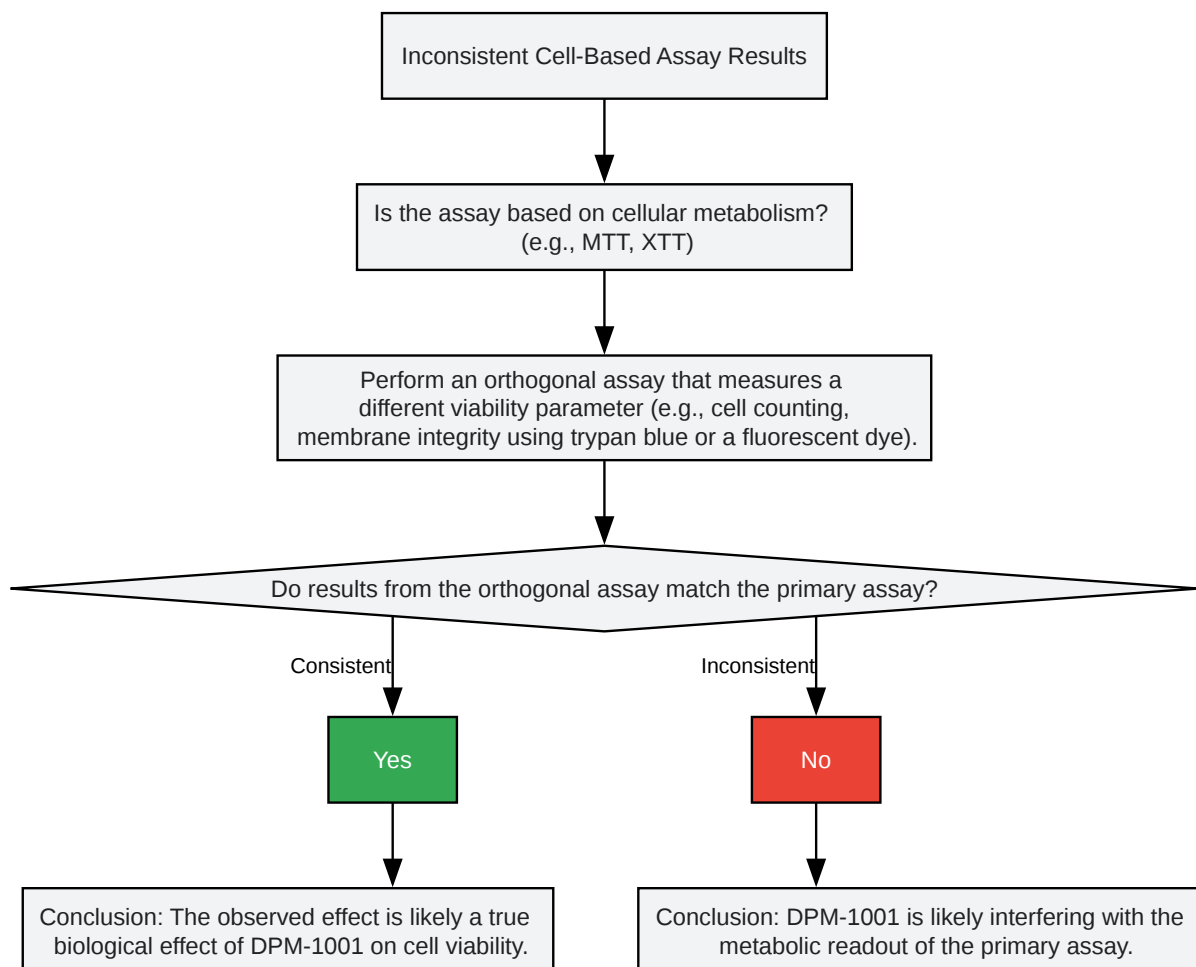 Inconsistent Cell-Based Assay Results
Is the assay based on cellular metabolism?
(e.g., MTT, XTT)
Perform an orthogonal assay that measures a
different viability parameter (e.g., cell counting,
membrane integrity using trypan blue or a fluorescent dye).
Do results from the orthogonal assay match the primary assay?
Consistent
Inconsistent
Yes
No
Conclusion: The observed effect is likely a true
biological effect of DPM-1001 on cell viability.
Conclusion: DPM-1001 is likely interfering with the
metabolic readout of the primary assay.